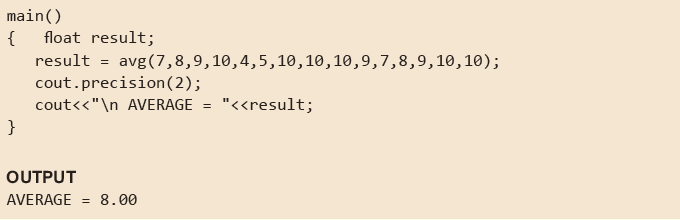 main()
{   float result;
   result = avg(7,8,9,10,4,5,10,10,10,9,7,8,9,10,10);
   cout.precision(2);
   cout<<"\n AVERAGE = "<<result;
}
OUTPUT
AVERAGE = 8.00